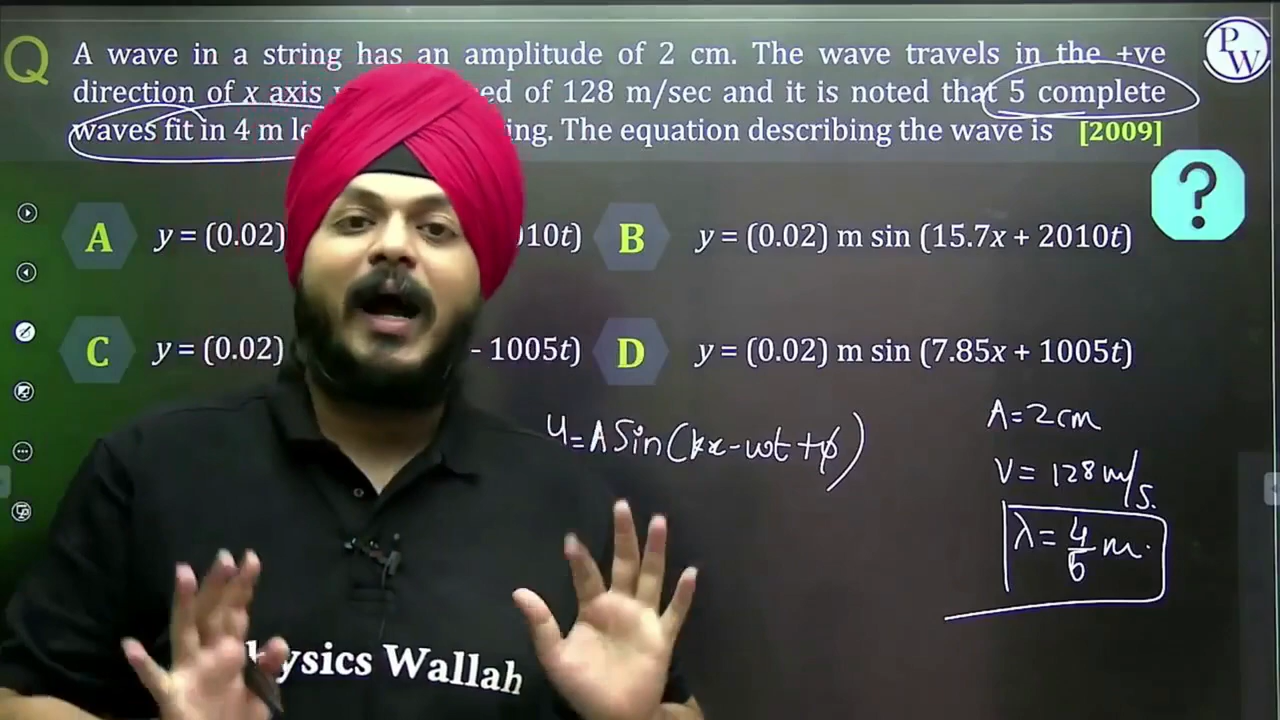 Q
A wave in a string has an amplitude of 2 cm. The wave travels in the +ve
direction of x axis ed of 128 m/sec and it is noted that 5 complete
waves fit in 4 m le ing. The equation describing the wave is [2009]
PW
?
A y = (0.02) 010t) B y = (0.02) m sin (15.7x + 2010t)
C y = (0.02) - 1005t) D y = (0.02) m sin (7.85x + 1005t)
y = A Sin(kx - ωt + φ)
A = 2 cm
V = 128 m/s.
λ = 4/5 m.
hysics Wallah